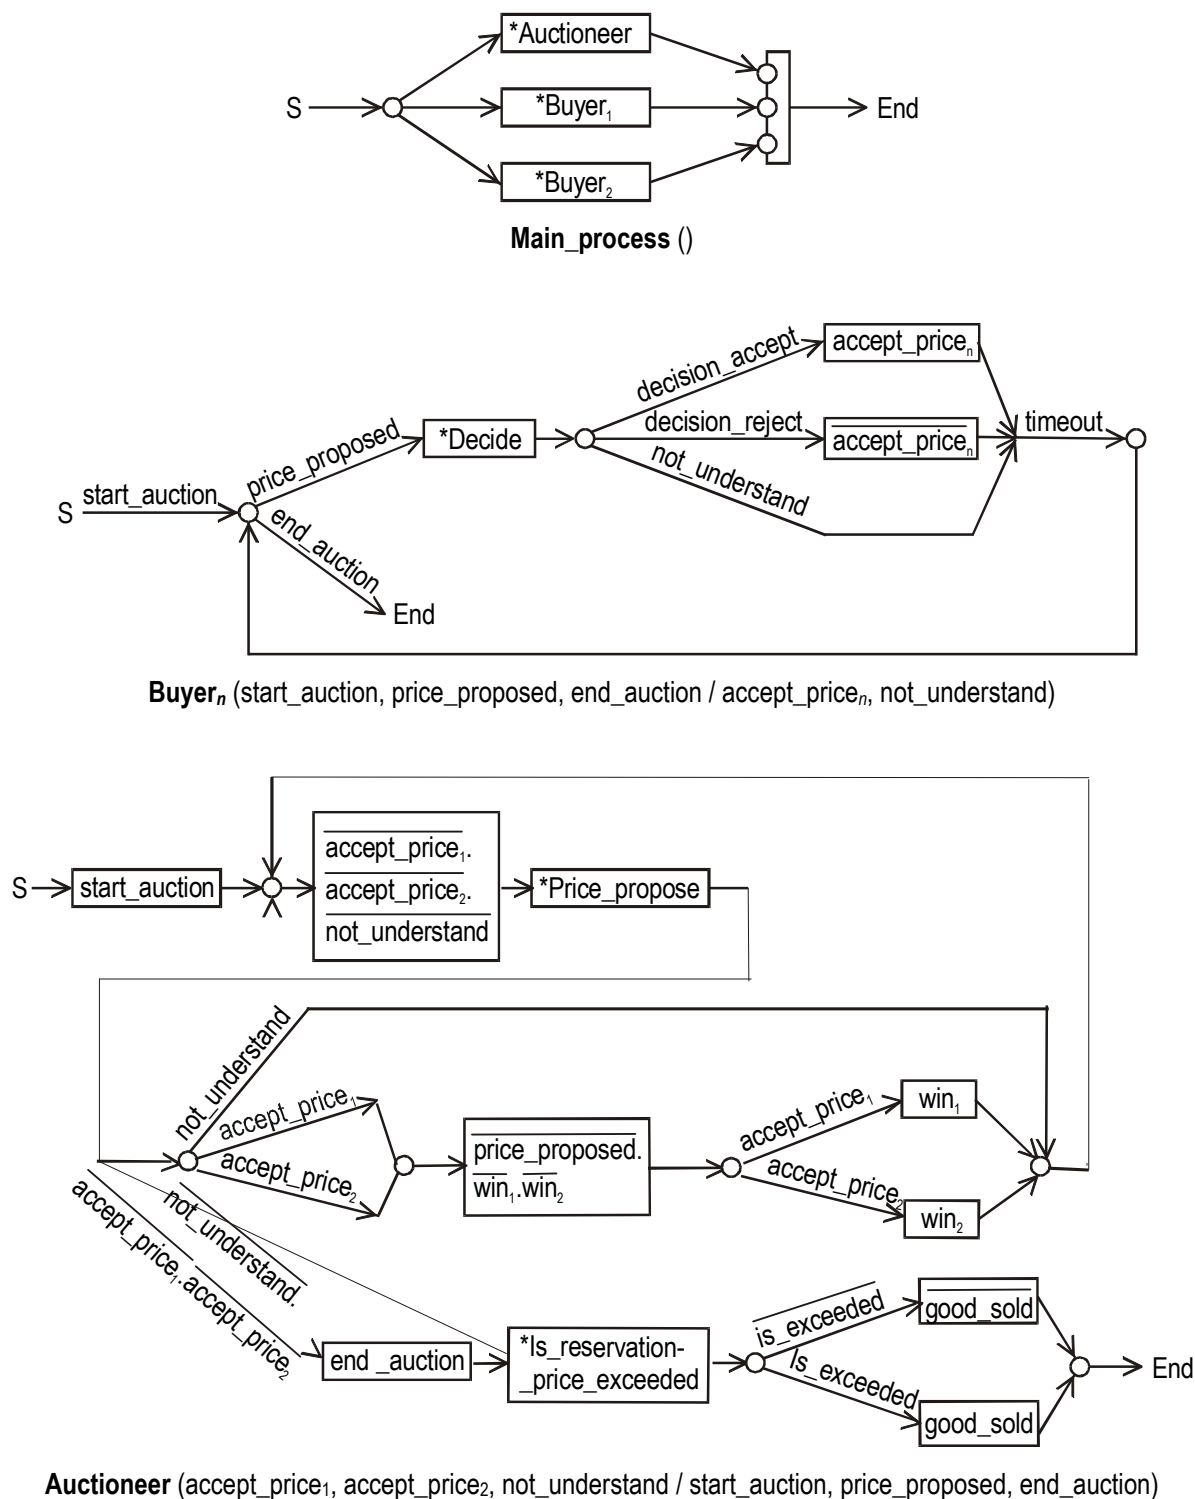 *Auctioneer
S
*Buyer₁
End
*Buyer₂
Main_process ()
decision_accept
accept_priceₙ
price_proposed
*Decide
decision_reject
accept_priceₙ
timeout
not_understand
S
start_auction
end_auction
End
Buyerₙ (start_auction, price_proposed, end_auction / accept_priceₙ, not_understand)
S
start_auction
accept_price₁.
accept_price₂.
not_understand
*Price_propose
not_understand
accept_price₁
accept_price₂
price_proposed.
win₁.win₂
accept_price₁
win₁
accept_price₂
win₂
not_understand.
accept_price₁.accept_price₂
end _auction
*Is_reservation-
_price_exceeded
is_exceeded
good_sold
Is_exceeded
good_sold
End
Auctioneer (accept_price₁, accept_price₂, not_understand / start_auction, price_proposed, end_auction)